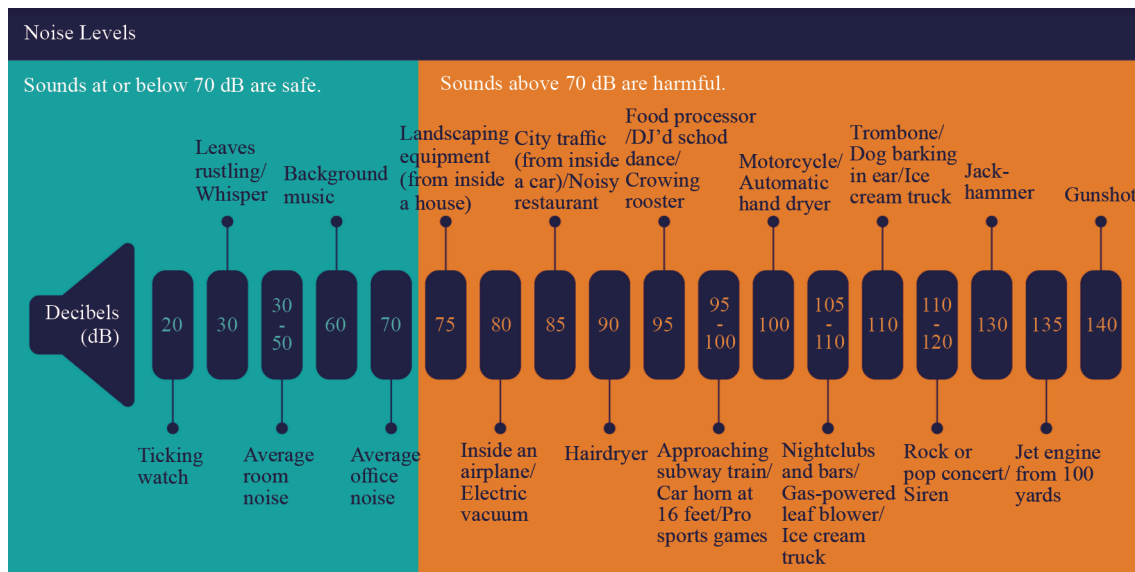 Noise Levels
Sounds at or below 70 dB are safe.
Sounds above 70 dB are harmful.
Leaves
rustling/
Whisper
Background
music
Landscaping
equipment
(from inside
a house)
City traffic
(from inside
a car)/Noisy
restaurant
Food processor
/DJ’d schod
dance/
Crowing
rooster
Motorcycle/
Automatic
hand dryer
Trombone/
Dog barking
in ear/Ice
cream truck
Jack-
hammer
Gunshot
Decibels
(dB)
20
30
30
-
50
60
70
75
80
85
90
95
95
-
100
100
105
-
110
110
110
-
120
130
135
140
Ticking
watch
Average
room
noise
Average
office
noise
Inside an
airplane/
Electric
vacuum
Hairdryer
Approaching
subway train/
Car horn at
16 feet/Pro
sports games
Nightclubs
and bars/
Gas-powered
leaf blower/
Ice cream
truck
Rock or
pop concert/
Siren
Jet engine
from 100
yards